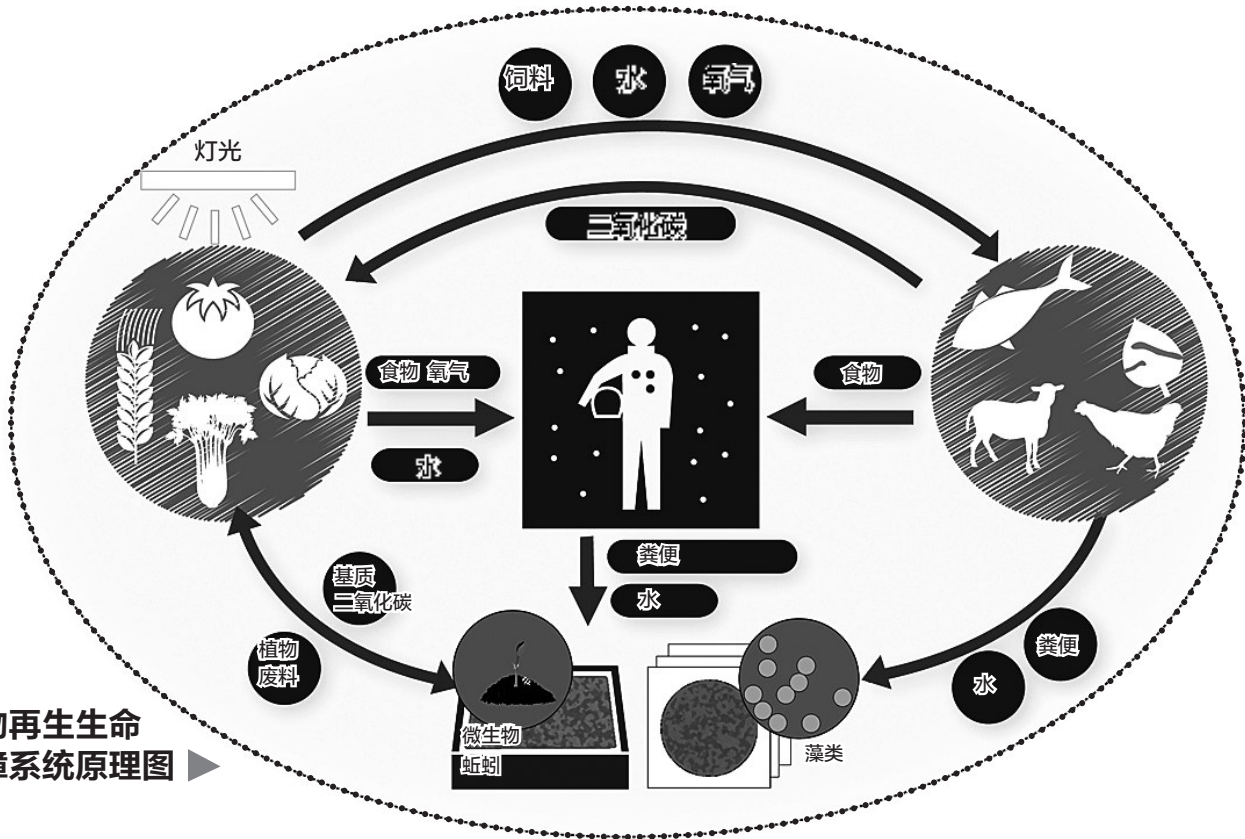 饲料
水
氧气
灯光
二氧化碳
食物 氧气
水
食物
粪便
水
基质
二氧化碳
植物
废料
粪便
水
微生物
蚯蚓
藻类
物再生生命
障系统原理图